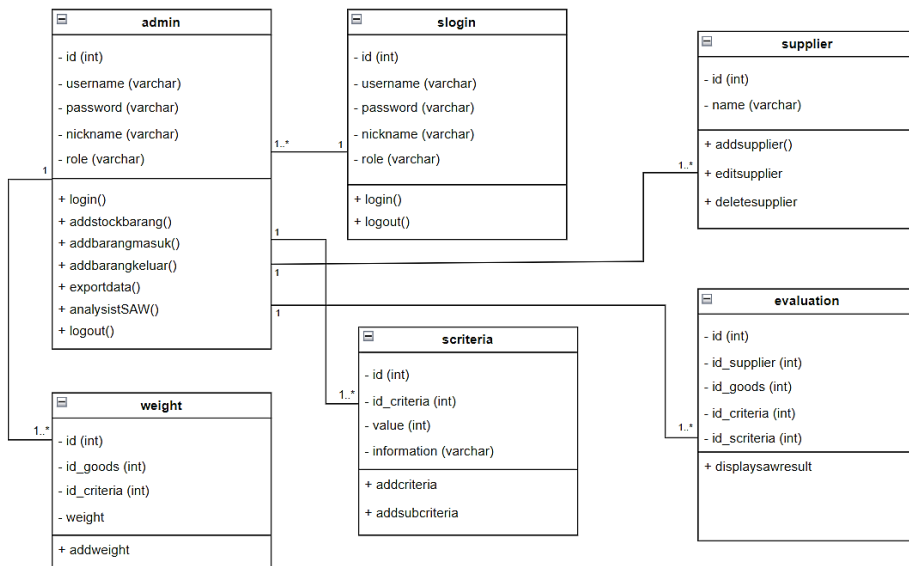 admin
- id (int)
- username (varchar)
- password (varchar)
- nickname (varchar)
- role (varchar)
+ login()
+ addstockbarang()
+ addbarangmasuk()
+ addbarangkeluar()
+ exportdata()
+ analysistSAW()
+ logout()
slogin
- id (int)
- username (varchar)
- password (varchar)
- nickname (varchar)
- role (varchar)
+ login()
+ logout()
supplier
- id (int)
- name (varchar)
+ addsupplier()
+ editsupplier
+ deletesupplier
1..*
1
1
1..*
1
1
1
1..*
1..*
1..*
weight
- id (int)
- id_goods (int)
- id_criteria (int)
- weight
+ addweight
scriteria
- id (int)
- id_criteria (int)
- value (int)
- information (varchar)
+ addcriteria
+ addsubcriteria
evaluation
- id (int)
- id_supplier (int)
- id_goods (int)
- id_criteria (int)
- id_scriteria (int)
+ displaysawresult